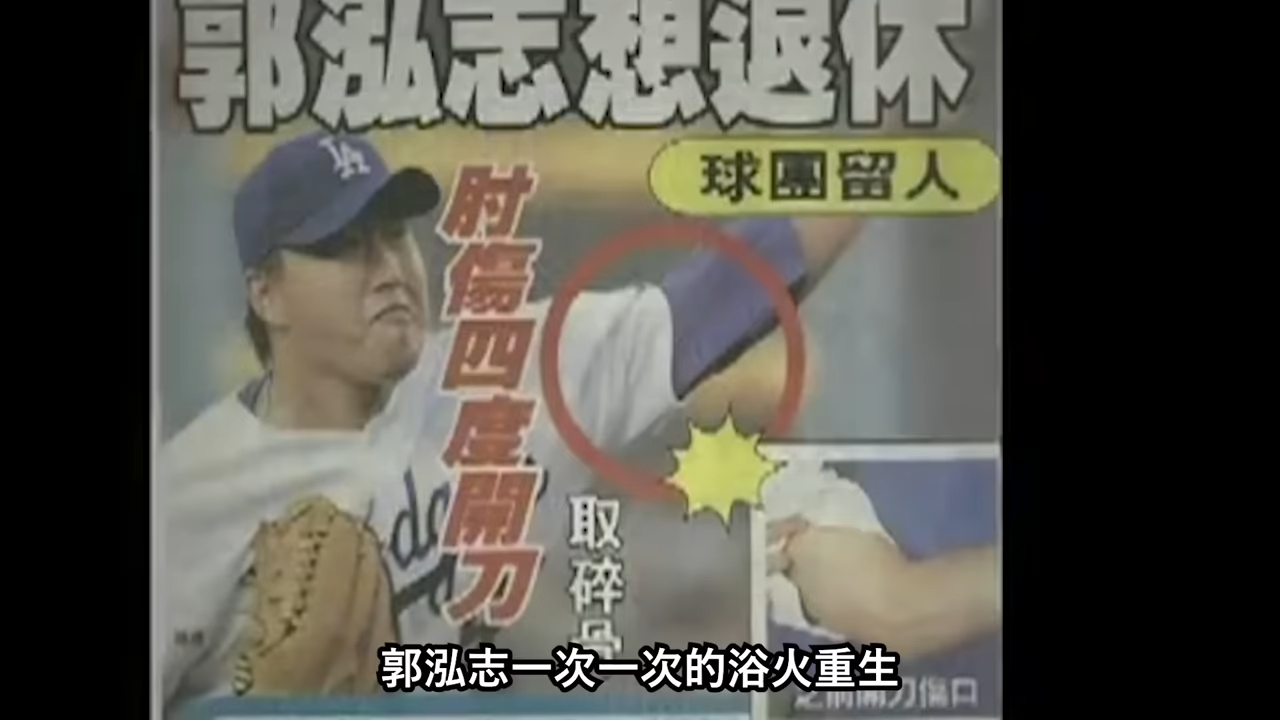 郭泓志想退休
球團留人
LA
肘傷四度開刀
取碎骨
郭泓志一次一次的浴火重生